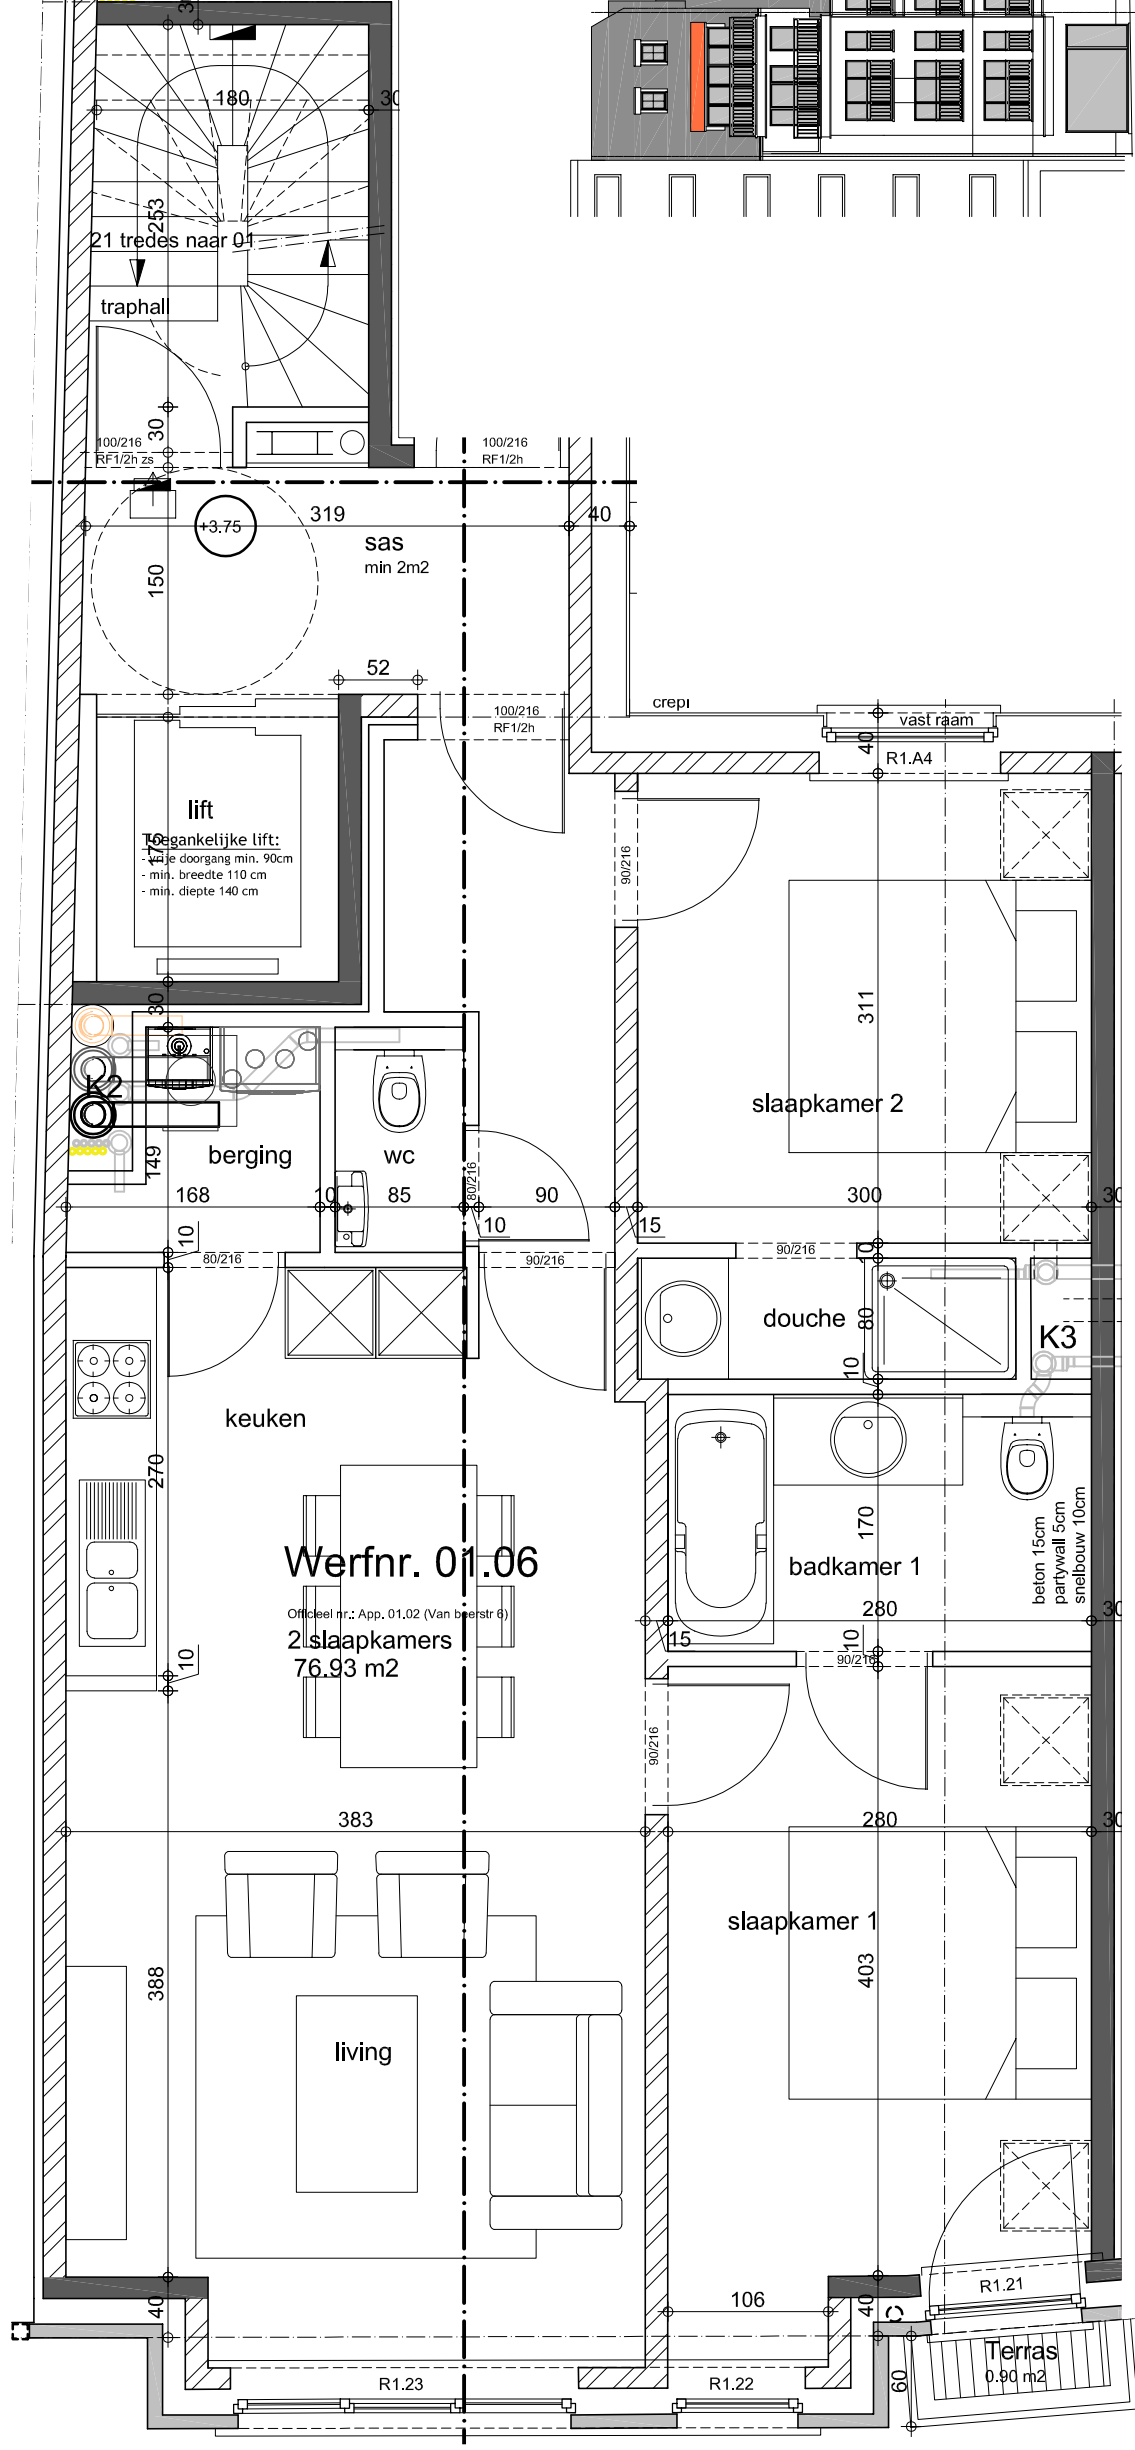 180
30
253
21 tredes naar 01
traphall
30
100/216
RF1/2h zs
100/216
RF1/2h
+3.75
319
40
sas
min 2m2
150
52
100/216
RF1/2h
crepi
vast raam
40
R1.A4
lift
175
Toegankelijke lift:
- vrije doorgang min. 90cm
- min. breedte 110 cm
- min. diepte 140 cm
90/216
311
30
K2
slaapkamer 2
berging
wc
149
168
10
85
80/216
90
300
30
10
10
15
80/216
90/216
90/216
10
douche
80
K3
10
keuken
270
170
Werfnr. 01.06
badkamer 1
beton 15cm
partywall 5cm
snelbouw 10cm
Officieel nr.: App. 01.02 (Van beerstr 6)
280
30
2 slaapkamers
15
10
76.93 m2
10
90/216
90/216
383
280
30
slaapkamer 1
388
403
living
R1.21
106
40
40
Terras
0.90 m2
R1.23
R1.22
60